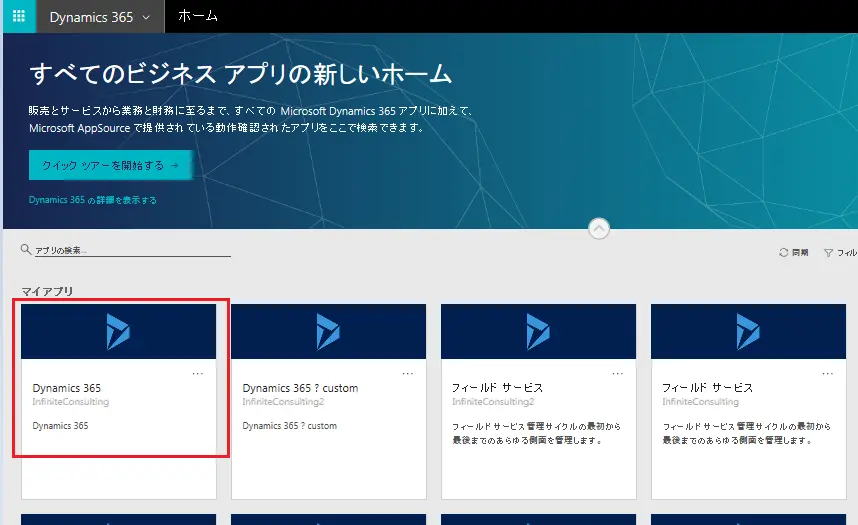 Dynamics 365
ホーム
すべてのビジネス アプリの新しいホーム
販売とサービスから業務と財務に至るまで、すべての Microsoft Dynamics 365 アプリに加えて、
Microsoft AppSource で提供されている動作確認されたアプリをここで検索できます。
クイック ツアーを開始する →
Dynamics 365 の詳細を表示する
アプリの検索...
同期
フィル
マイアプリ
...
Dynamics 365
InfiniteConsulting
Dynamics 365
...
Dynamics 365 ? custom
InfiniteConsulting2
Dynamics 365 ? custom
...
フィールド サービス
InfiniteConsulting2
フィールド サービス管理サイクルの最初から
最後までのあらゆる側面を管理します。
...
フィールド サービス
InfiniteConsulting
フィールド サービス管理サイクルの最初から
最後までのあらゆる側面を管理します。